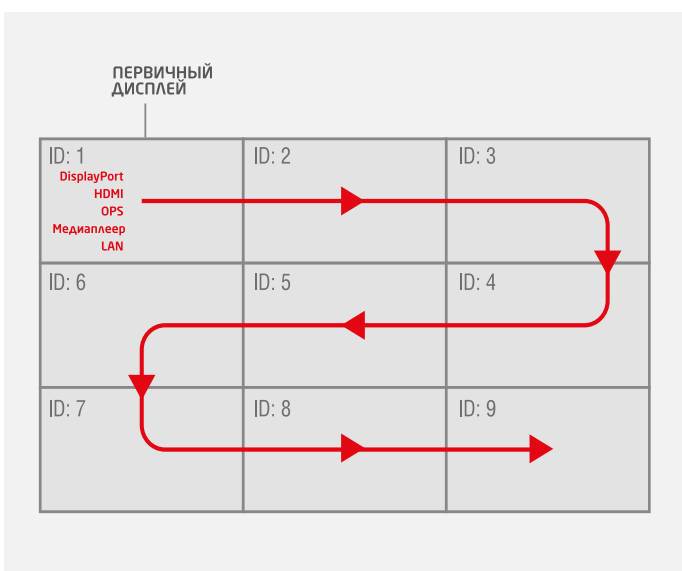 ПЕРВИЧНЫЙ
ДИСПЛЕЙ
ID: 1
DisplayPort
HDMI
OPS
Медиаплеер
LAN
ID: 2
ID: 3
ID: 6
ID: 5
ID: 4
ID: 7
ID: 8
ID: 9